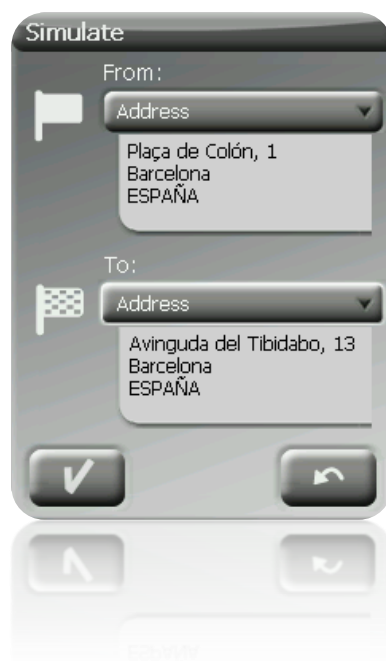 Simulate
From:
Address
Plaça de Colón, 1
Barcelona
ESPAÑA
To:
Address
Avinguda del Tibidabo, 13
Barcelona
ESPAÑA